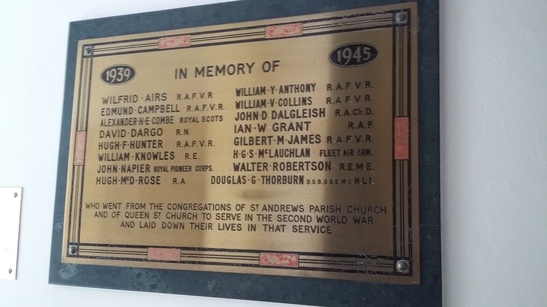 1939
1945
IN MEMORY OF
WILFRID·AIRS R.A.F.V.R.
EDMUND·CAMPBELL R.A.F.V.R.
ALEXANDER·H·E·COMBE ROYAL SCOTS
DAVID·DARGO R.N.
HUGH·F·HUNTER R.A.F.V.R.
WILLIAM·KNOWLES R.E.
JOHN·NAPIER ROYAL PIONEER CORPS.
HUGH·McD·ROSE R.A.
WILLIAM·Y·ANTHONY R.A.F.V.R.
WILLIAM·V·COLLINS R.A.F.V.R.
JOHN·D·DALGLEISH R.A.Ch.D.
IAN·W·GRANT R.A.F.
GILBERT·M·JAMES R.A.F.V.R.
H·G·S·McLAUCHLAN FLEET AIR ARM.
WALTER·ROBERTSON R.E.M.E.
DOUGLAS·G·THORBURN D.S.O. O.B.E. M.C. H.L.I.
WHO WENT FROM THE CONGREGATIONS OF ST ANDREWS PARISH CHURCH
AND OF QUEEN ST CHURCH TO SERVE IN THE SECOND WORLD WAR
AND LAID DOWN THEIR LIVES IN THAT SERVICE